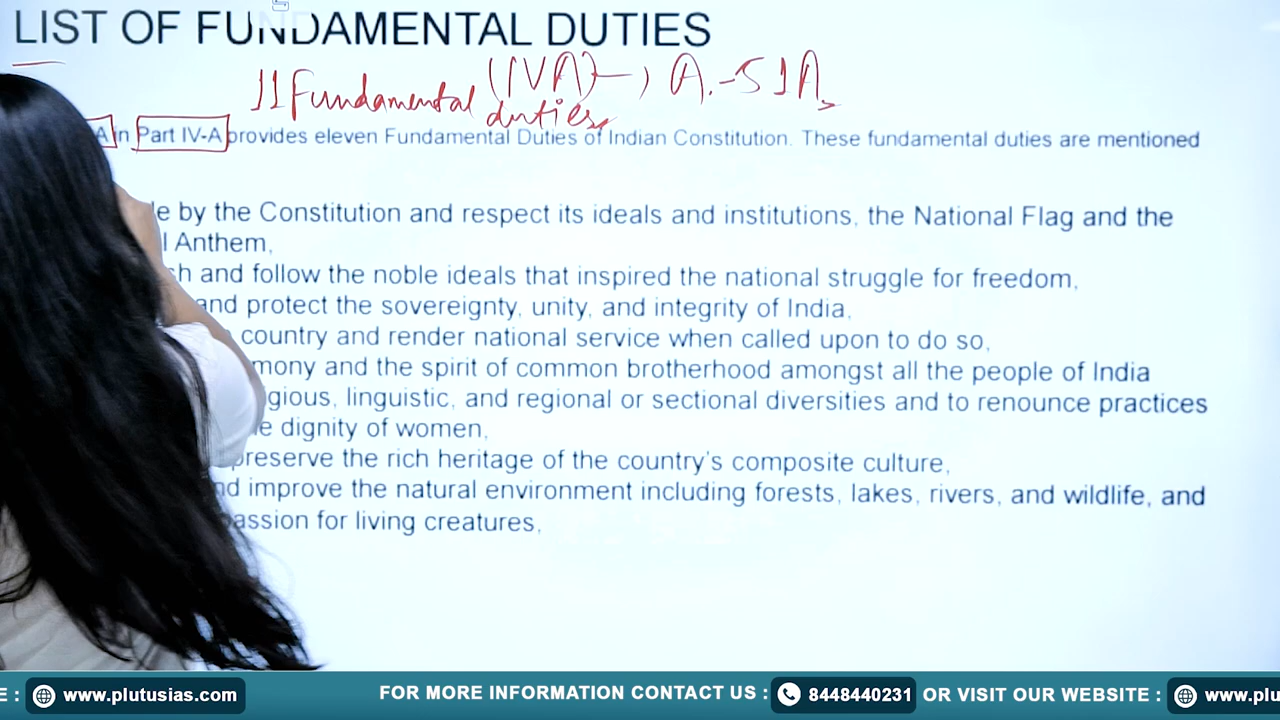 LIST OF FUNDAMENTAL DUTIES
(IVA) → A.-51A
11 Fundamental duties
A in Part IV-A provides eleven Fundamental Duties of Indian Constitution. These fundamental duties are mentioned
by the Constitution and respect its ideals and institutions, the National Flag and the
Anthem,
and follow the noble ideals that inspired the national struggle for freedom,
and protect the sovereignty, unity, and integrity of India,
country and render national service when called upon to do so,
mony and the spirit of common brotherhood amongst all the people of India
gious, linguistic, and regional or sectional diversities and to renounce practices
e dignity of women,
preserve the rich heritage of the country's composite culture,
nd improve the natural environment including forests, lakes, rivers, and wildlife, and
passion for living creatures,
E : www.plutusias.com FOR MORE INFORMATION CONTACT US : 8448440231 OR VISIT OUR WEBSITE : www.plu